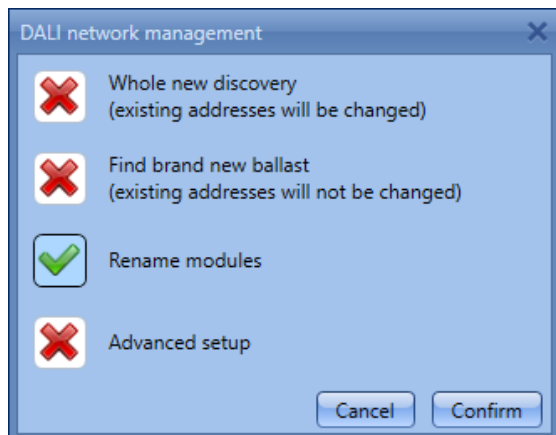 DALI network management
Whole new discovery
(existing addresses will be changed)
Find brand new ballast
(existing addresses will not be changed)
Rename modules
Advanced setup
Cancel Confirm